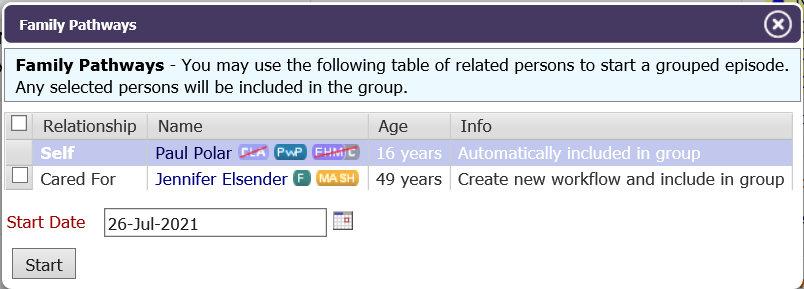 Family Pathways
Family Pathways - You may use the following table of related persons to start a grouped episode.
Any selected persons will be included in the group.
Relationship Name Age Info
Self Paul Polar CLA PwP EHM C 16 years Automatically included in group
Cared For Jennifer Elsender F MASH 49 years Create new workflow and include in group
Start Date 26-Jul-2021
Start